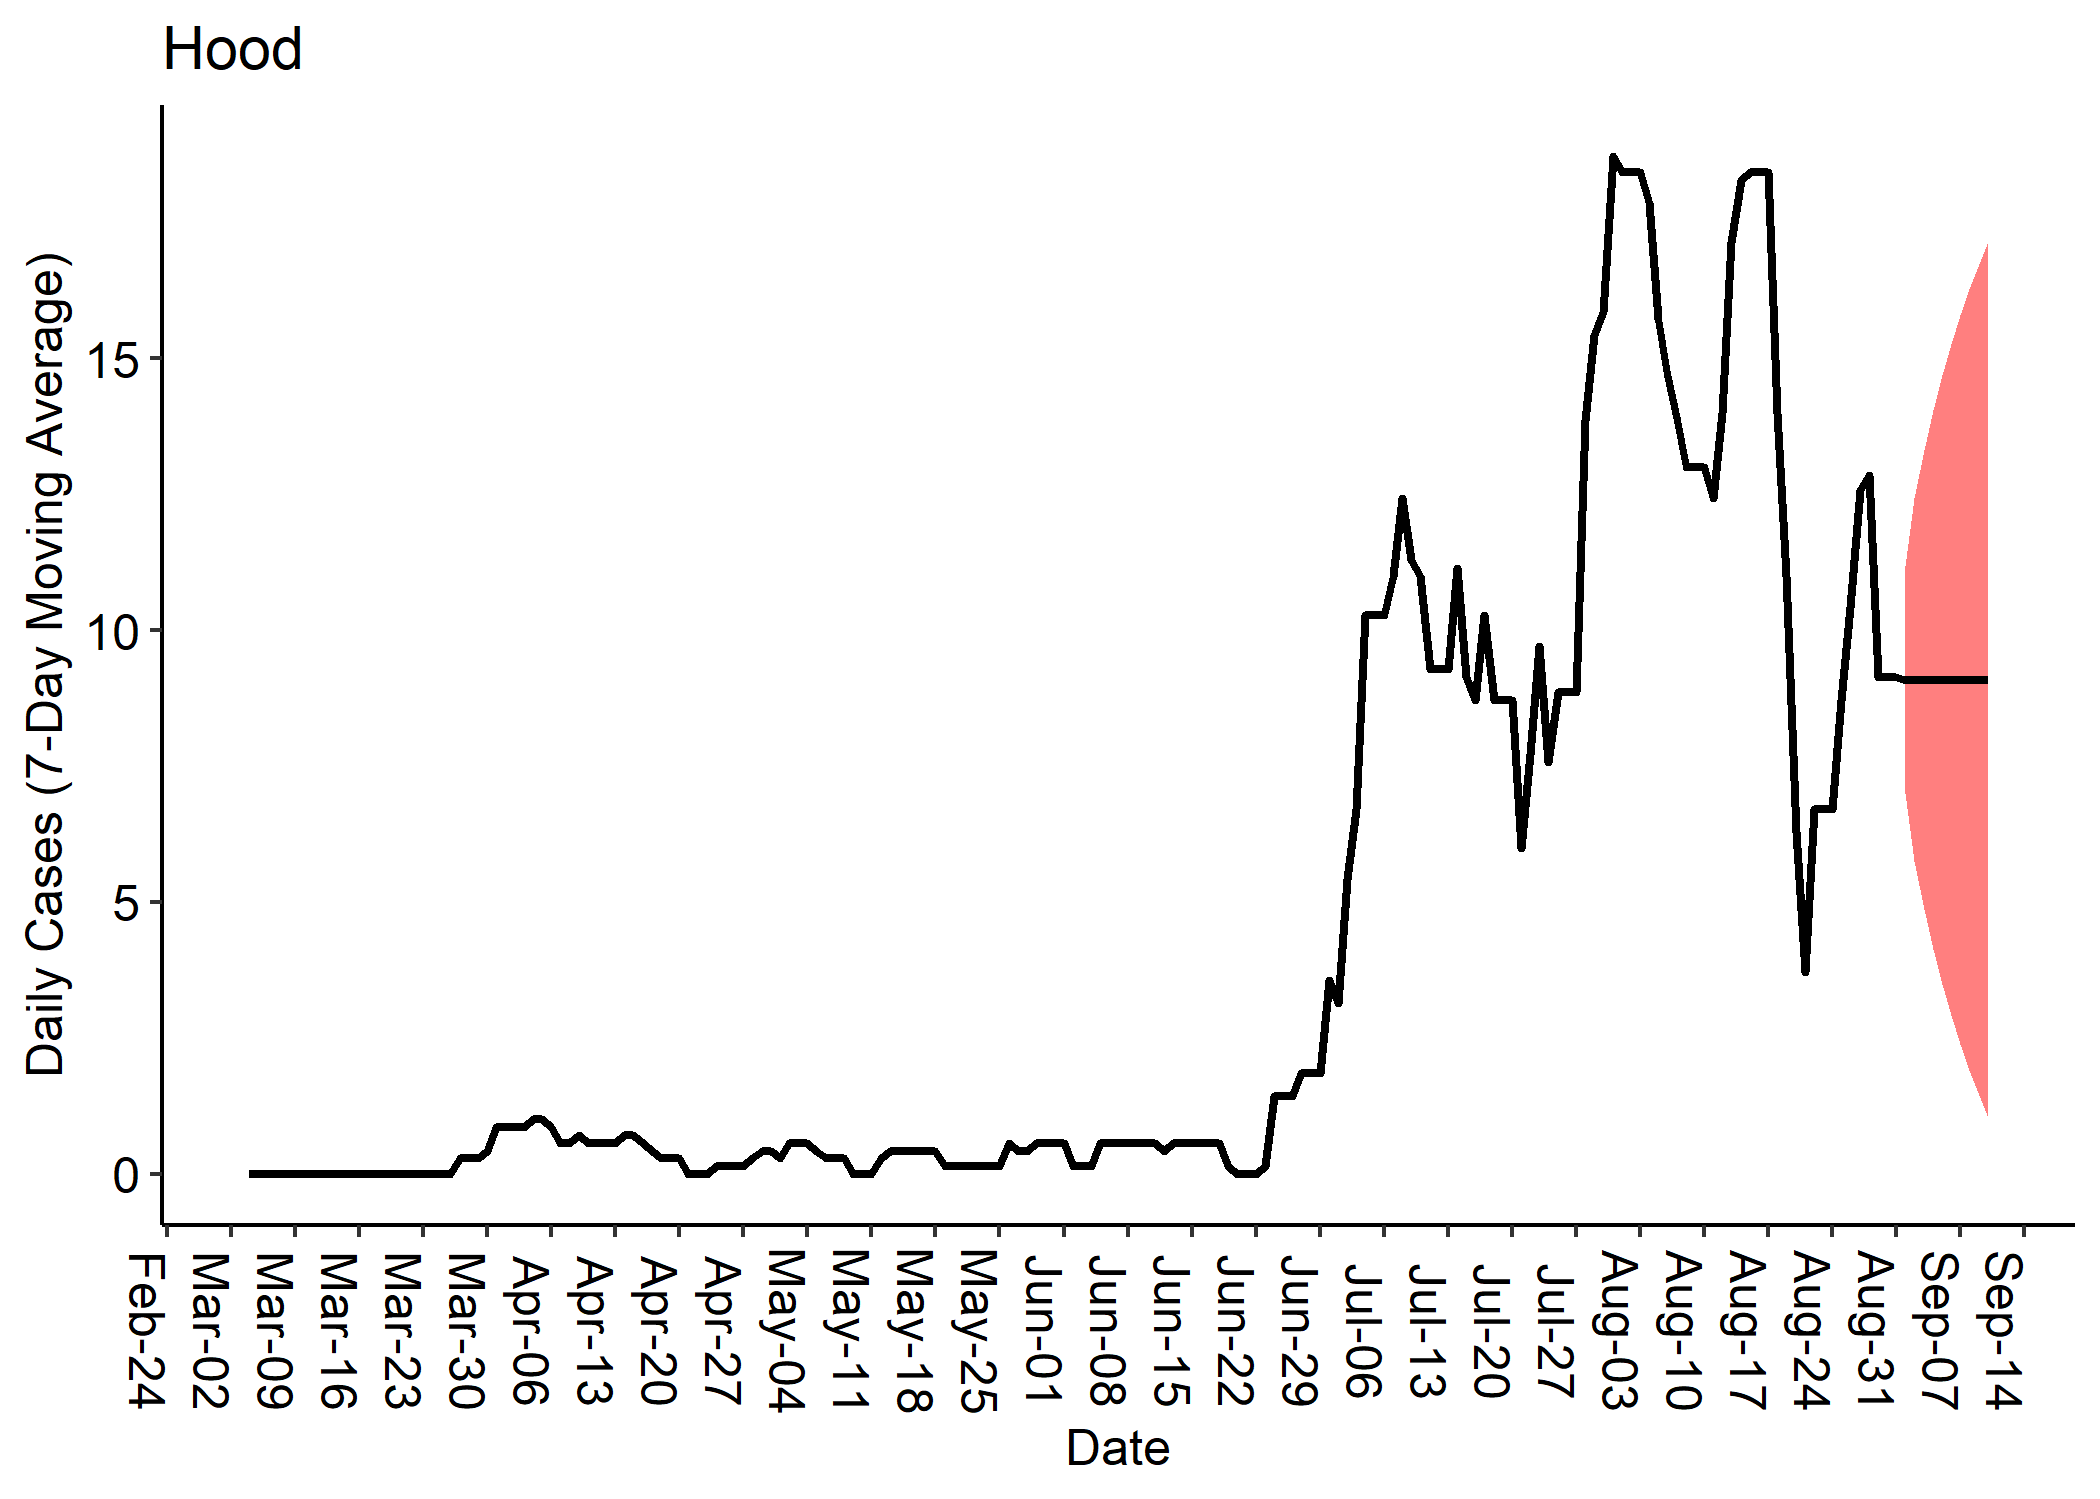 Hood
Daily Cases (7-Day Moving Average)
15
10
5
0
Feb-24
Mar-02
Mar-09
Mar-16
Mar-23
Mar-30
Apr-06
Apr-13
Apr-20
Apr-27
May-04
May-11
May-18
May-25
Jun-01
Jun-08
Jun-15
Jun-22
Jun-29
Jul-06
Jul-13
Jul-20
Jul-27
Aug-03
Aug-10
Aug-17
Aug-24
Aug-31
Sep-07
Sep-14
Date